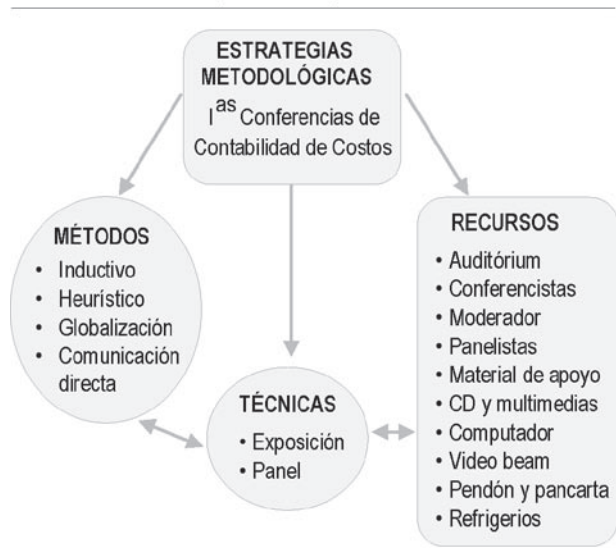 ESTRATEGIAS
METODOLÓGICAS
I as Conferencias de
Contabilidad de Costos
MÉTODOS
• Inductivo
• Heurístico
• Globalización
• Comunicación
directa
TÉCNICAS
• Exposición
• Panel
RECURSOS
• Auditórium
• Conferencistas
• Moderador
• Panelistas
• Material de apoyo
• CD y multimedias
• Computador
• Video beam
• Pendón y pancarta
• Refrigerios